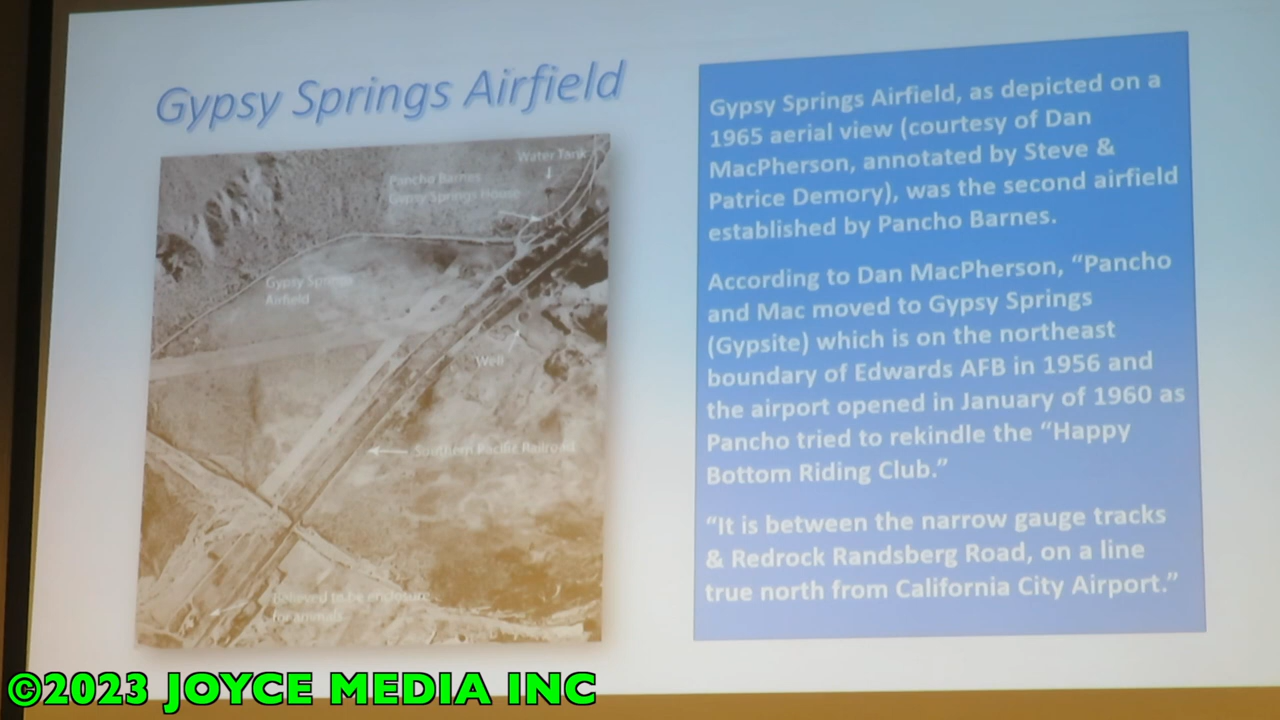 Gypsy Springs Airfield
Water Tank
Pancho Barnes
Gypsy Springs House
Gypsy Springs
Airfield
Well
Southern Pacific Railroad
Believed to be enclosure
for animals
Gypsy Springs Airfield, as depicted on a
1965 aerial view (courtesy of Dan
MacPherson, annotated by Steve &
Patrice Demory), was the second airfield
established by Pancho Barnes.
According to Dan MacPherson, “Pancho
and Mac moved to Gypsy Springs
(Gypsite) which is on the northeast
boundary of Edwards AFB in 1956 and
the airport opened in January of 1960 as
Pancho tried to rekindle the “Happy
Bottom Riding Club.”
“It is between the narrow gauge tracks
& Redrock Randsberg Road, on a line
true north from California City Airport.”
©2023 JOYCE MEDIA INC